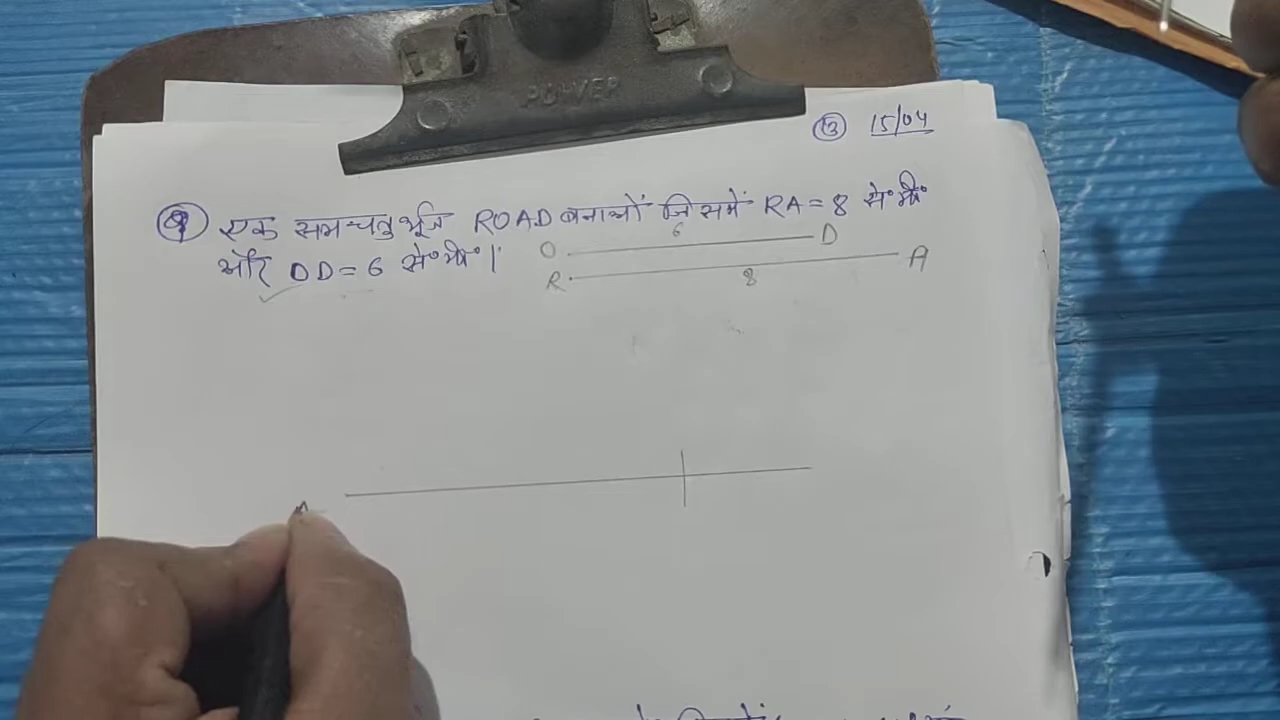 POWER
13 15/04
प्र एक समचतुर्भुज ROAD बनाओं जिसमें RA = 8 से॰मी॰
और OD = 6 से॰मी॰।
O 6 D
R 8 A